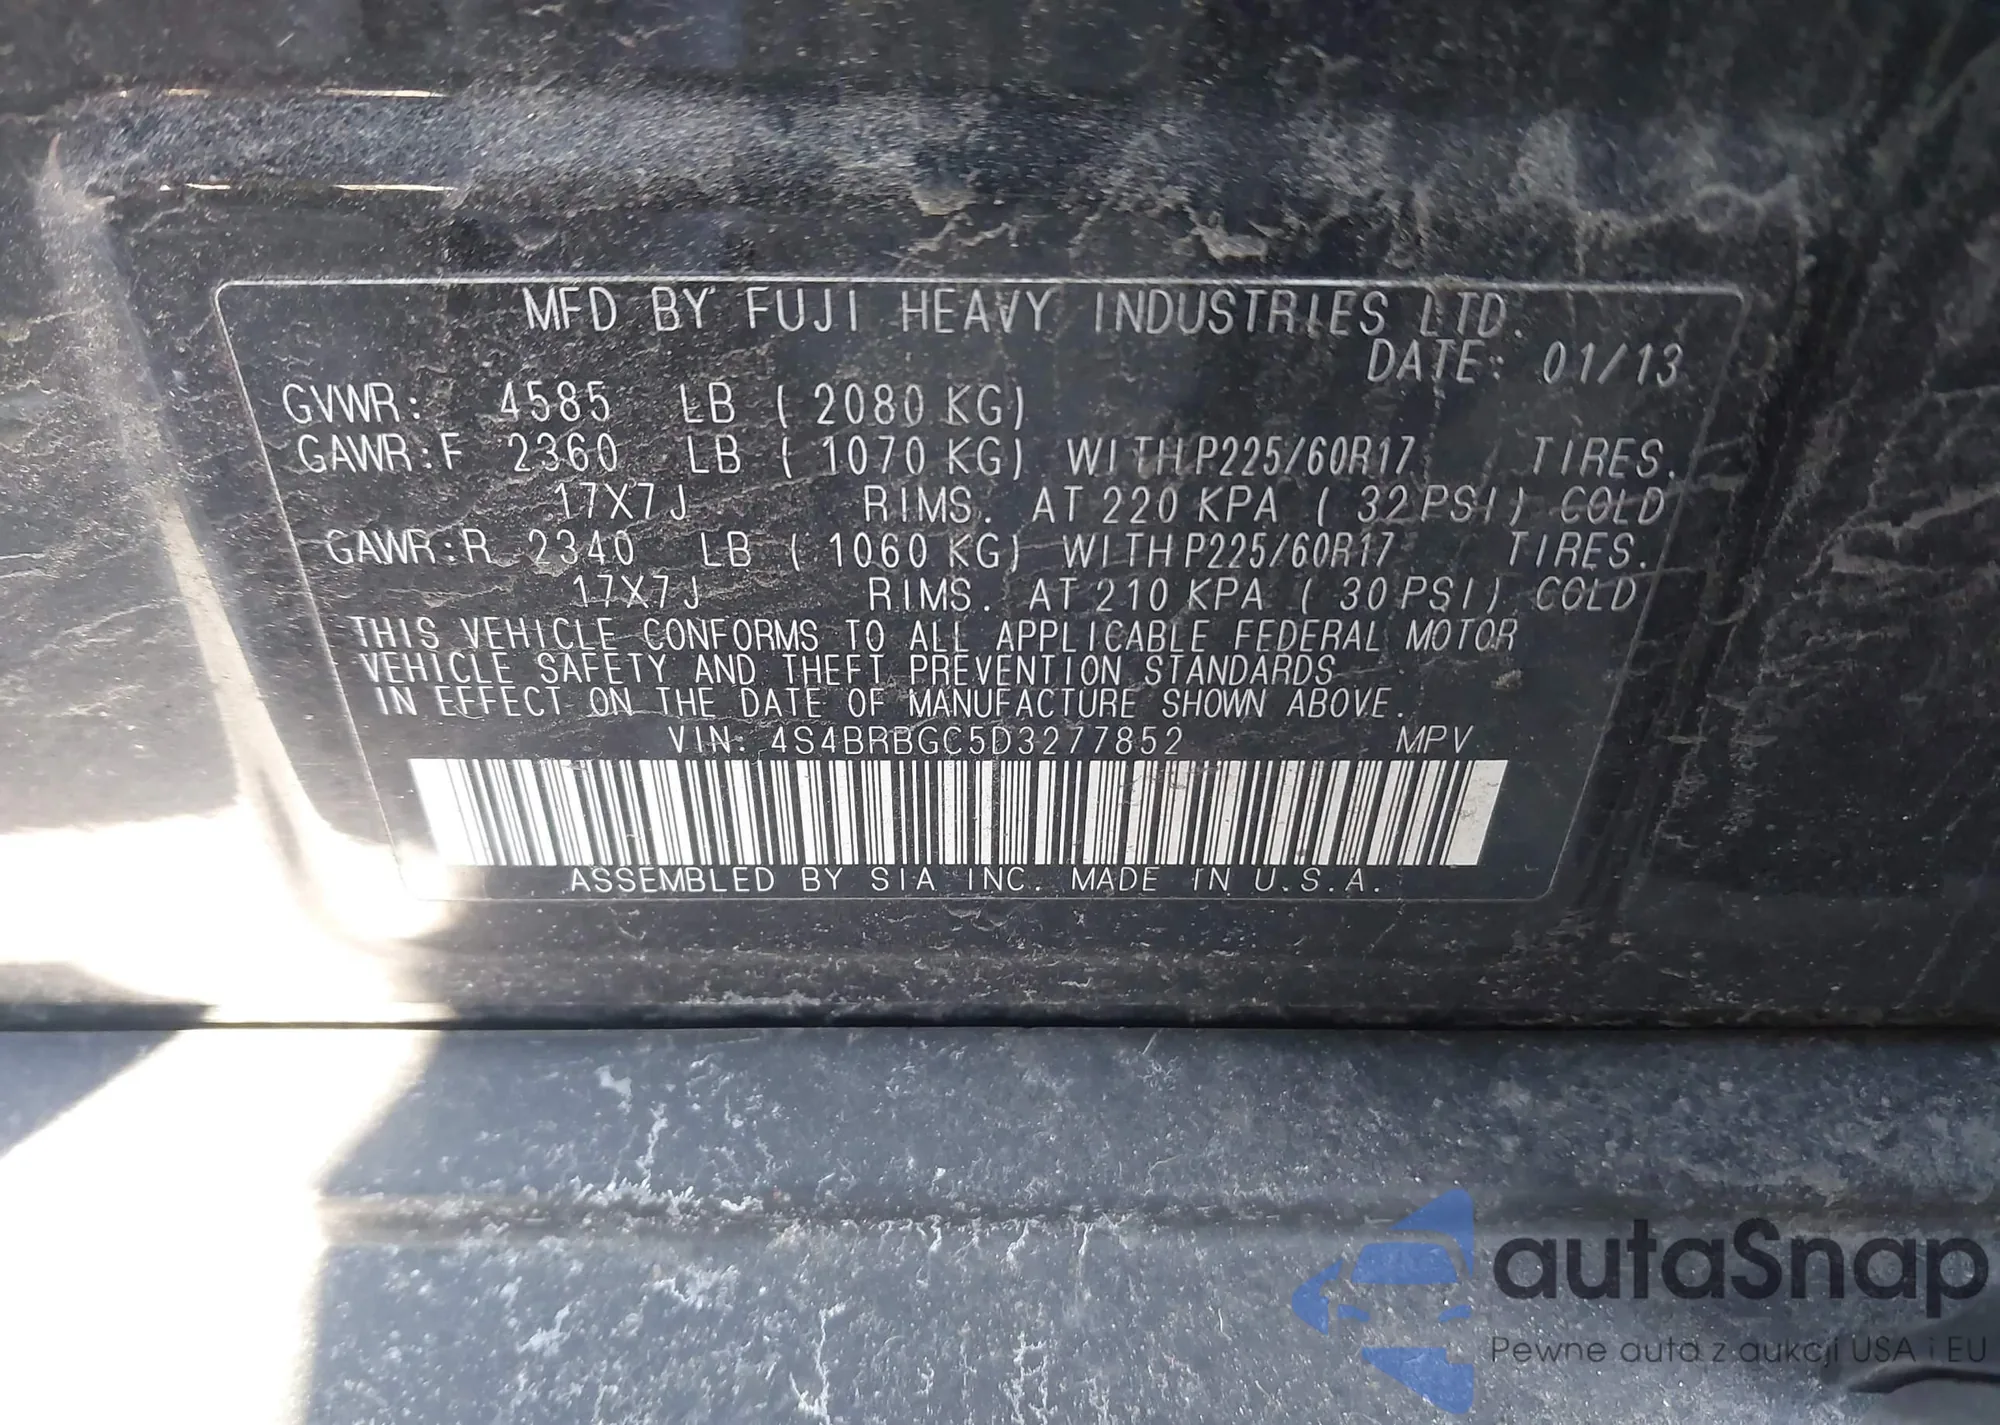 MFD BY FUJI HEAVY INDUSTRIES LTD.
DATE: 01/13
GVWR: 4585 LB (2080 KG)
GAWR:F 2360 LB (1070 KG) WITH P225/60R17 TIRES.
17X7J RIMS. AT 220 KPA (32 PSI) COLD
GAWR:R 2340 LB (1060 KG) WITH P225/60R17 TIRES.
17X7J RIMS. AT 210 KPA (30 PSI) COLD
THIS VEHICLE CONFORMS TO ALL APPLICABLE FEDERAL MOTOR
VEHICLE SAFETY AND THEFT PREVENTION STANDARDS
IN EFFECT ON THE DATE OF MANUFACTURE SHOWN ABOVE.
VIN: 4S4BRBGC5D3277852 MPV
ASSEMBLED BY SIA INC. MADE IN U.S.A.
autaSnap
Pewne auta z aukcji USA i EU